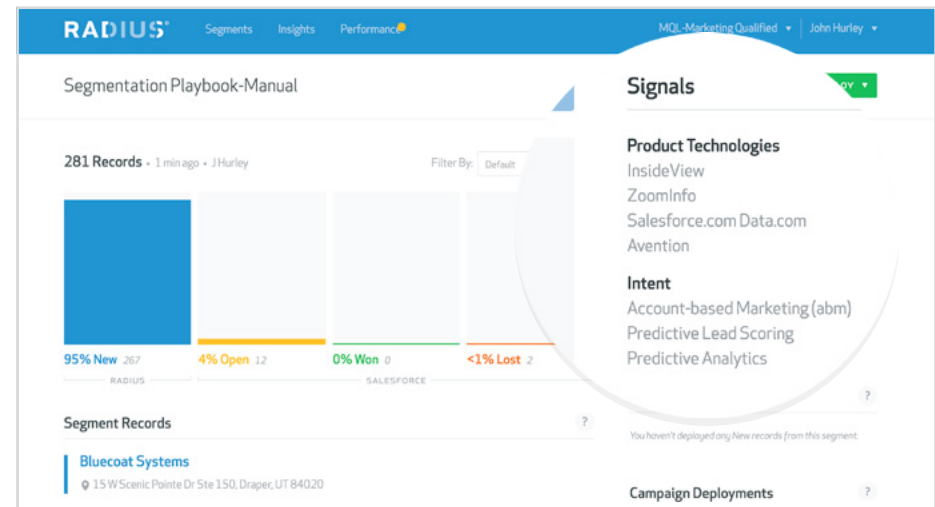 RADIUS
Segments Insights Performance
MQL-Marketing Qualified
John Hurley
Segmentation Playbook-Manual
281 Records • 1 min ago • J Hurley
Filter By: Default
95% New 267
4% Open 12
0% Won 0
<1% Lost 2
RADIUS
SALESFORCE
Segment Records ?
Bluecoat Systems
15 W Scenic Pointe Dr Ste 150, Draper, UT 84020
Signals
Product Technologies
InsideView
ZoomInfo
Salesforce.com Data.com
Avention
Intent
Account-based Marketing (abm)
Predictive Lead Scoring
Predictive Analytics
?
You haven't deployed any New records from this segment.
Campaign Deployments ?